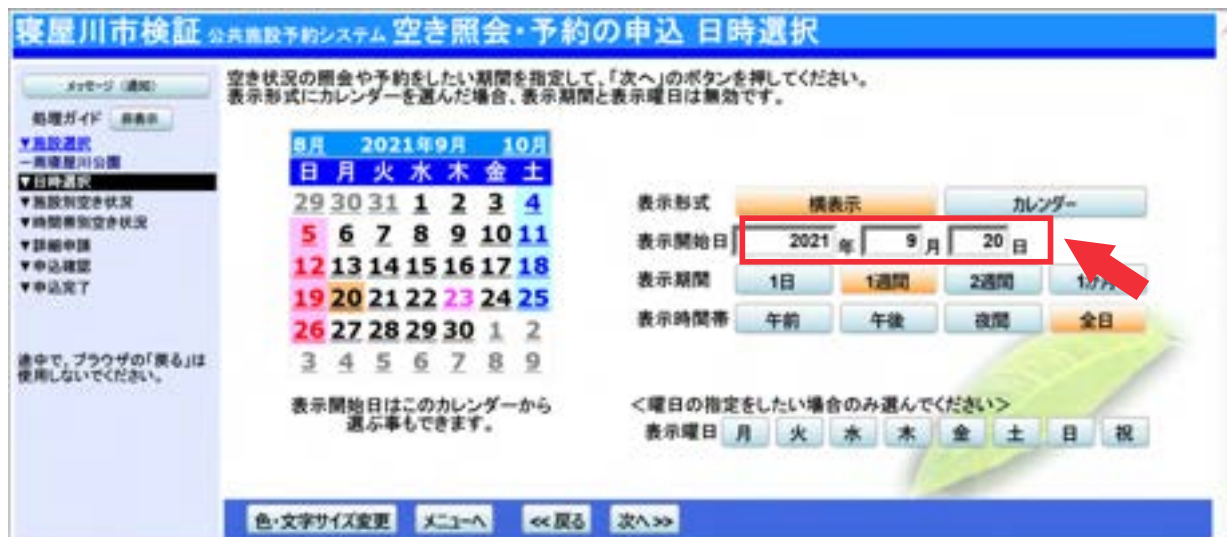 寝屋川市検証 公共施設予約システム 空き照会・予約の申込 日時選択
メッセージ（通知）
処理ガイド 非表示
▼施設選択
ー南寝屋川公園
▼日時選択
▼施設別空き状況
▼時間帯別空き状況
▼詳細申請
▼申込確認
▼申込完了
途中で、ブラウザの「戻る」は
使用しないでください。
空き状況の照会や予約をしたい期間を指定して、「次へ」のボタンを押してください。
表示形式にカレンダーを選んだ場合、表示期間と表示曜日は無効です。
8月 2021年9月 10月
日 月 火 水 木 金 土
29 30 31 1 2 3 4
5 6 7 8 9 10 11
12 13 14 15 16 17 18
19 20 21 22 23 24 25
26 27 28 29 30 1 2
3 4 5 6 7 8 9
表示開始日はこのカレンダーから
選ぶ事もできます。
表示形式 横表示 カレンダー
表示開始日 2021 年 9 月 20 日
表示期間 1日 1週間 2週間 1か月
表示時間帯 午前 午後 夜間 全日
＜曜日の指定をしたい場合のみ選んでください＞
表示曜日 月 火 水 木 金 土 日 祝
色・文字サイズ変更 メニューへ <<戻る 次へ>>